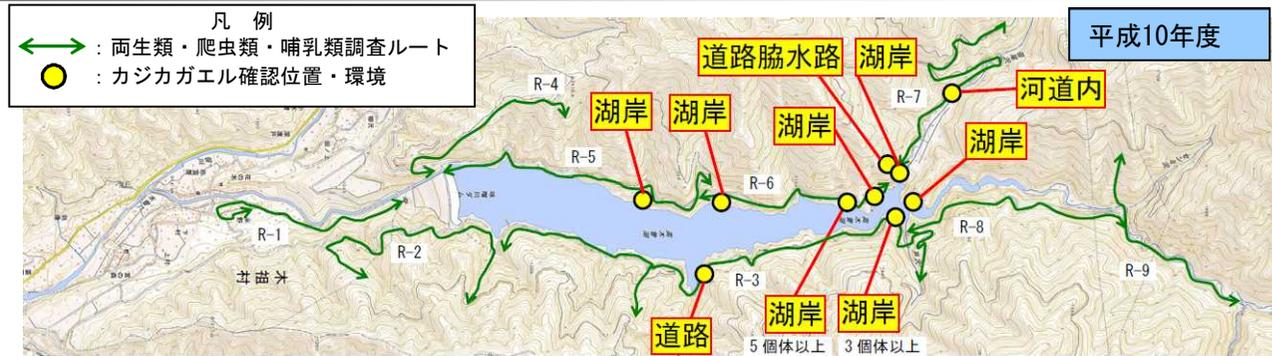 凡 例
：両生類・爬虫類・哺乳類調査ルート
：カジカガエル確認位置・環境
平成10年度
道路脇水路
湖岸
R-7
河道内
R-4
湖岸
湖岸
湖岸
湖岸
R-5
R-6
R-1
R-2
R-3
R-8
R-9
木祖村
道路
湖岸
5個体以上
湖岸
3個体以上